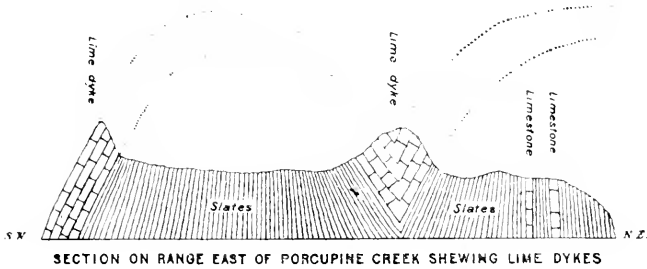 Lime dyke
Lime dyke
Limestone
Limestone
Slates
Slates
S.W.
N.E.
SECTION ON RANGE EAST OF PORCUPINE CREEK SHEWING LIME DYKES